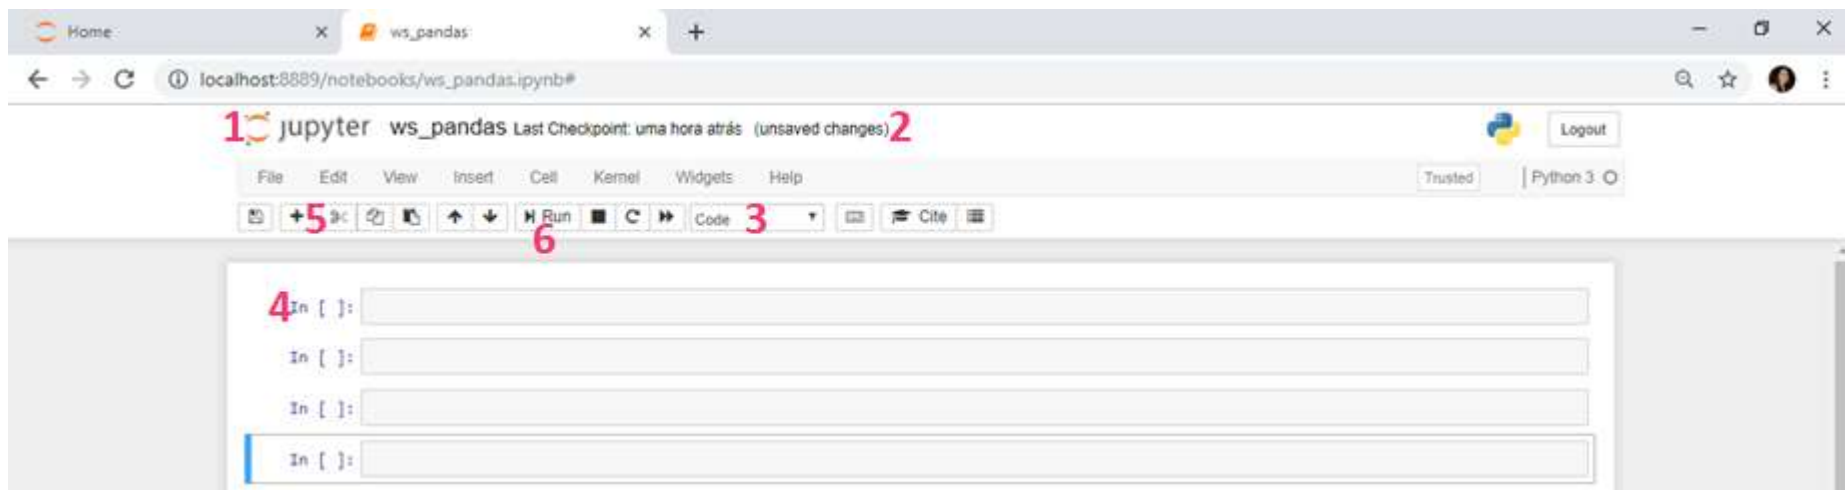 Home ws_pandas
localhost:8889/notebooks/ws_pandas.ipynb#
1 jupyter ws_pandas Last Checkpoint: uma hora atrás (unsaved changes) 2 Logout
File Edit View Insert Cell Kernel Widgets Help Trusted Python 3
5 Run Code 3 Cite
6
4 In [ ]:
In [ ]:
In [ ]:
In [ ]: